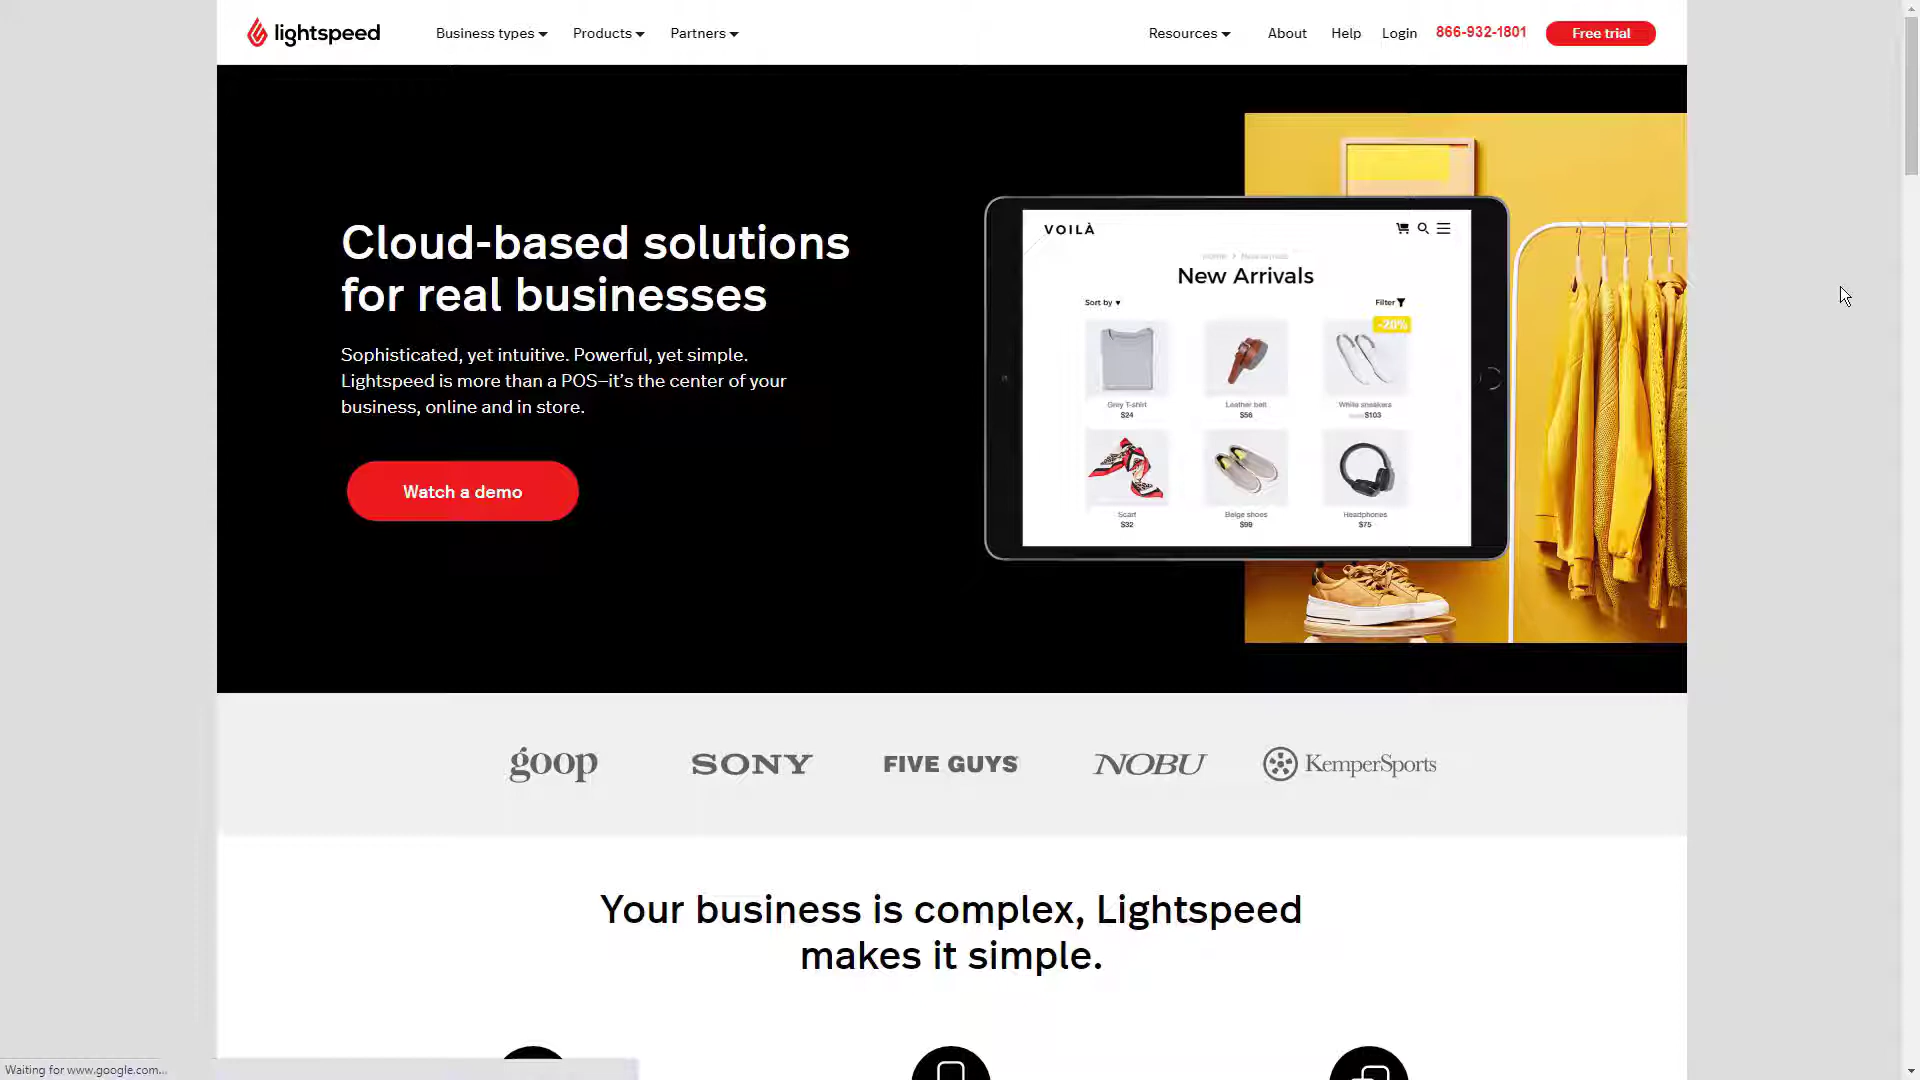 lightspeed
Business types
Products
Partners
Resources
About
Help
Login
866-932-1801
Free trial
Cloud-based solutions
for real businesses
Sophisticated, yet intuitive. Powerful, yet simple.
Lightspeed is more than a POS–it's the center of your
business, online and in store.
Watch a demo
VOILÀ
HOME > New arrivals
New Arrivals
Sort by
Filter
-20%
Grey T-shirt
$24
Leather belt
$56
White sneakers
$103
Scarf
$32
Beige shoes
$99
Headphones
$75
goop
SONY
FIVE GUYS
NOBU
KemperSports
Your business is complex, Lightspeed
makes it simple.
Waiting for www.google.com...